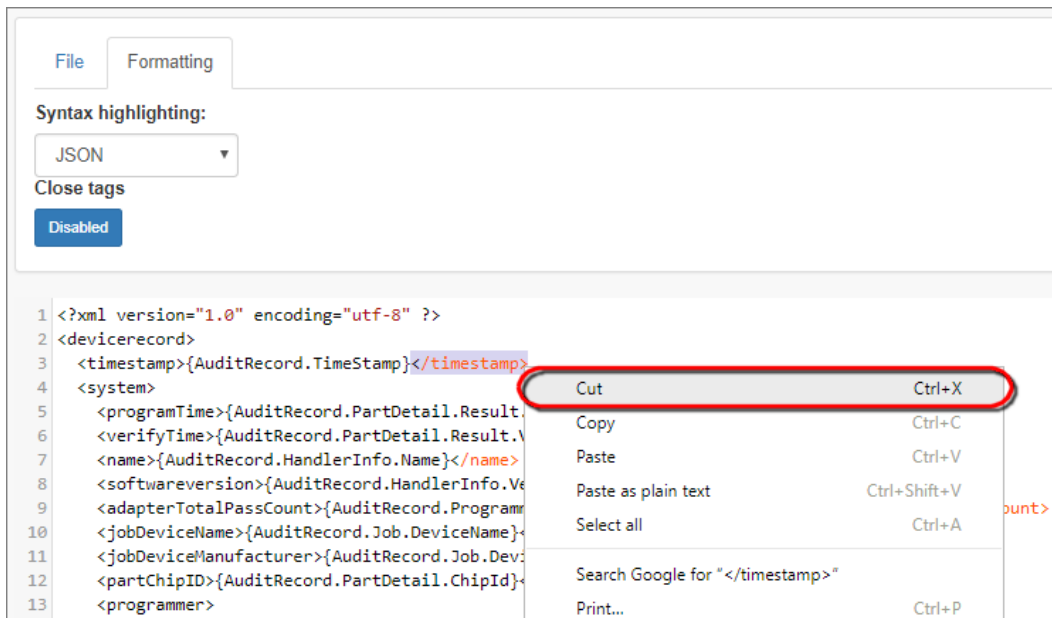 File Formatting
Syntax highlighting:
JSON
Close tags
Disabled
1 <?xml version="1.0" encoding="utf-8" ?>
2 <devicerecord>
3 <timestamp>{AuditRecord.TimeStamp}</timestamp>
4 <system>
5 <programTime>{AuditRecord.PartDetail.Result.
6 <verifyTime>{AuditRecord.PartDetail.Result.V
7 <name>{AuditRecord.HandlerInfo.Name}</name>
8 <softwareversion>{AuditRecord.HandlerInfo.Ve
9 <adapterTotalPassCount>{AuditRecord.Programm ount>
10 <jobDeviceName>{AuditRecord.Job.DeviceName}<
11 <jobDeviceManufacturer>{AuditRecord.Job.Devi
12 <partChipID>{AuditRecord.PartDetail.ChipId}<
13 <programmer>
Cut Ctrl+X
Copy Ctrl+C
Paste Ctrl+V
Paste as plain text Ctrl+Shift+V
Select all Ctrl+A
Search Google for "</timestamp>"
Print... Ctrl+P